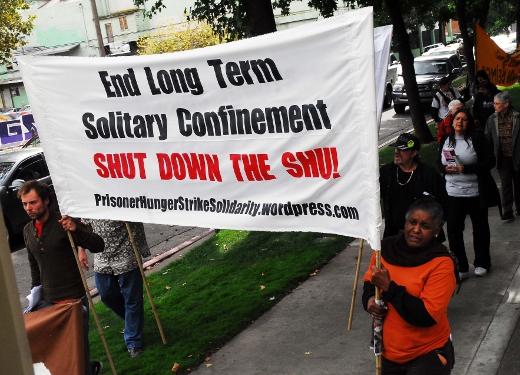 End Long Term
Solitary Confinement
SHUT DOWN THE SHU!
PrisonerHungerStrikeSolidarity.wordpress.com